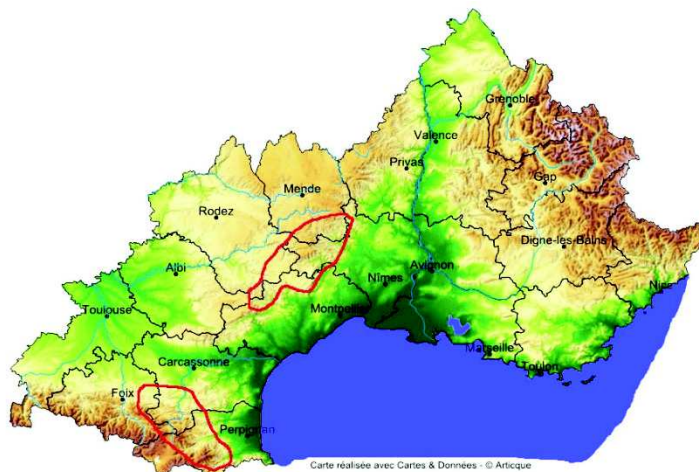 Grenoble
Valence
Privas
Gap
Mende
Rodez
Digne-les-Bains
Albi
Avignon
Nîmes
Nice
Toulouse
Montpellier
Marseille
Toulon
Carcassonne
Foix
Perpignan
Carte réalisée avec Cartes & Données - © Articque